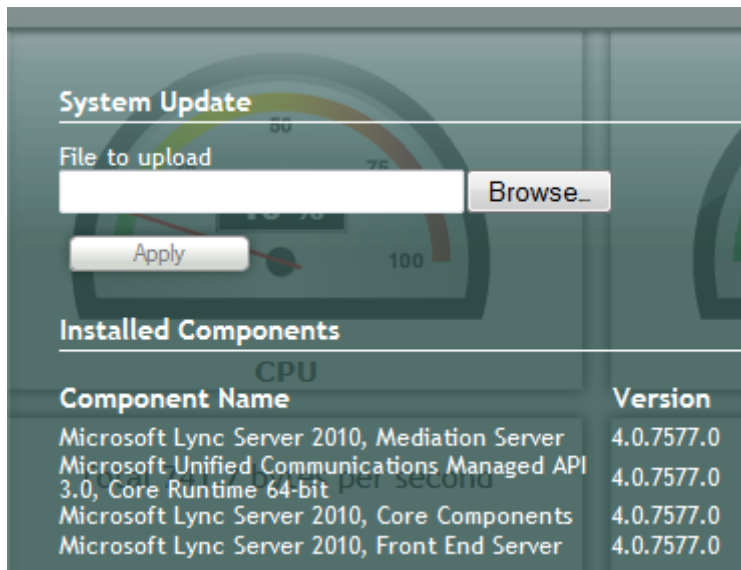 System Update
50
File to upload
75
Browse...
Apply
100
Installed Components
CPU
Component Name Version
Microsoft Lync Server 2010, Mediation Server 4.0.7577.0
Microsoft Unified Communications Managed API
3.0, Core Runtime 64-bit 4.0.7577.0
Microsoft Lync Server 2010, Core Components 4.0.7577.0
Microsoft Lync Server 2010, Front End Server 4.0.7577.0